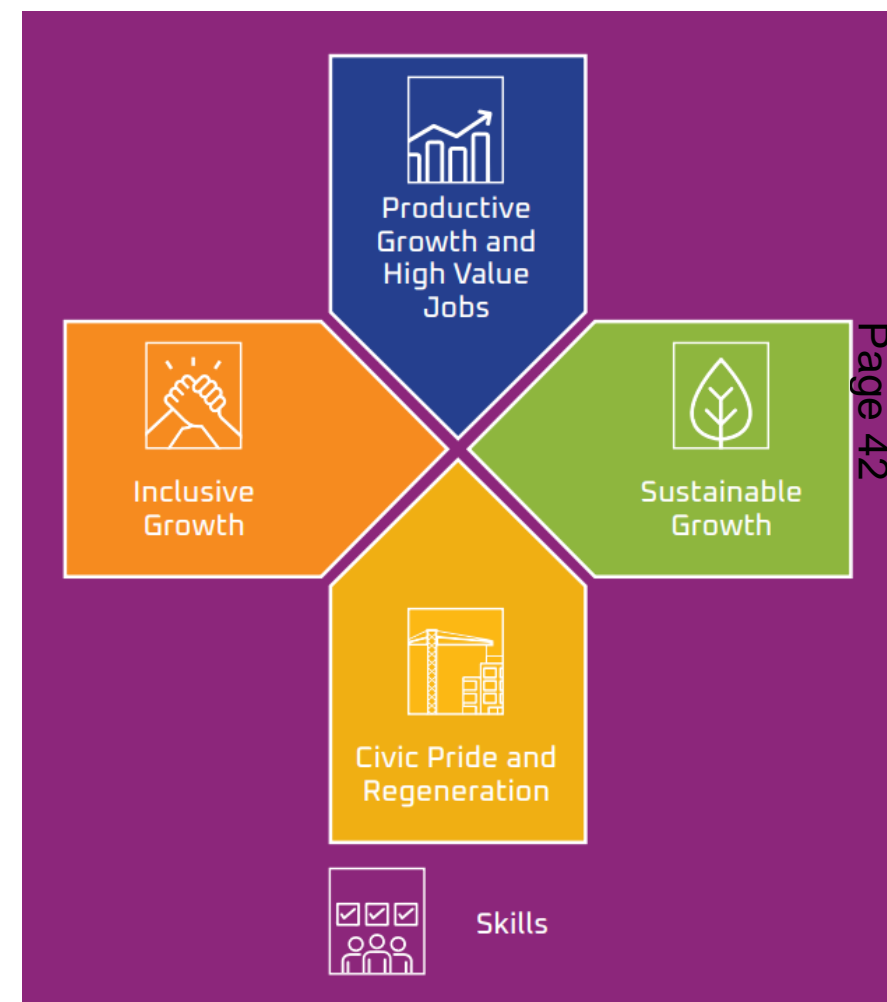 Productive
Growth and
High Value
Jobs
Inclusive
Growth
Sustainable
Growth
Page 42
Civic Pride and
Regeneration
Skills